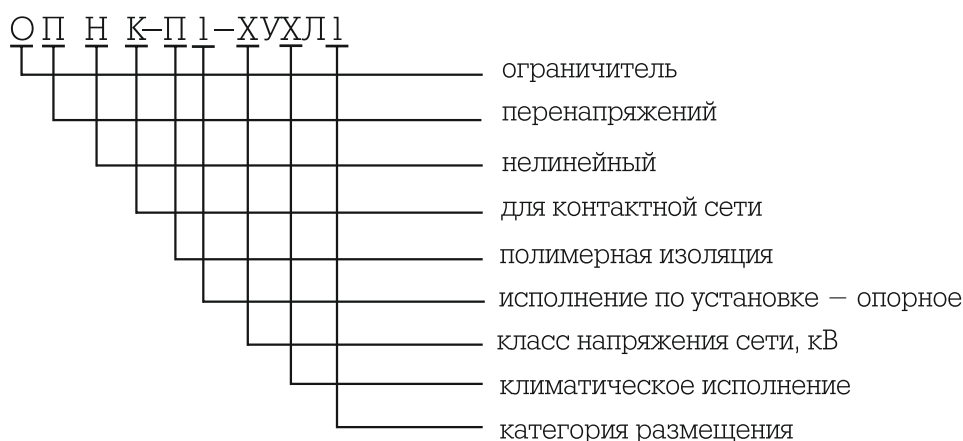 ОПНК–П1–ХУХЛ1
ограничитель
перенапряжений
нелинейный
для контактной сети
полимерная изоляция
исполнение по установке – опорное
класс напряжения сети, кВ
климатическое исполнение
категория размещения